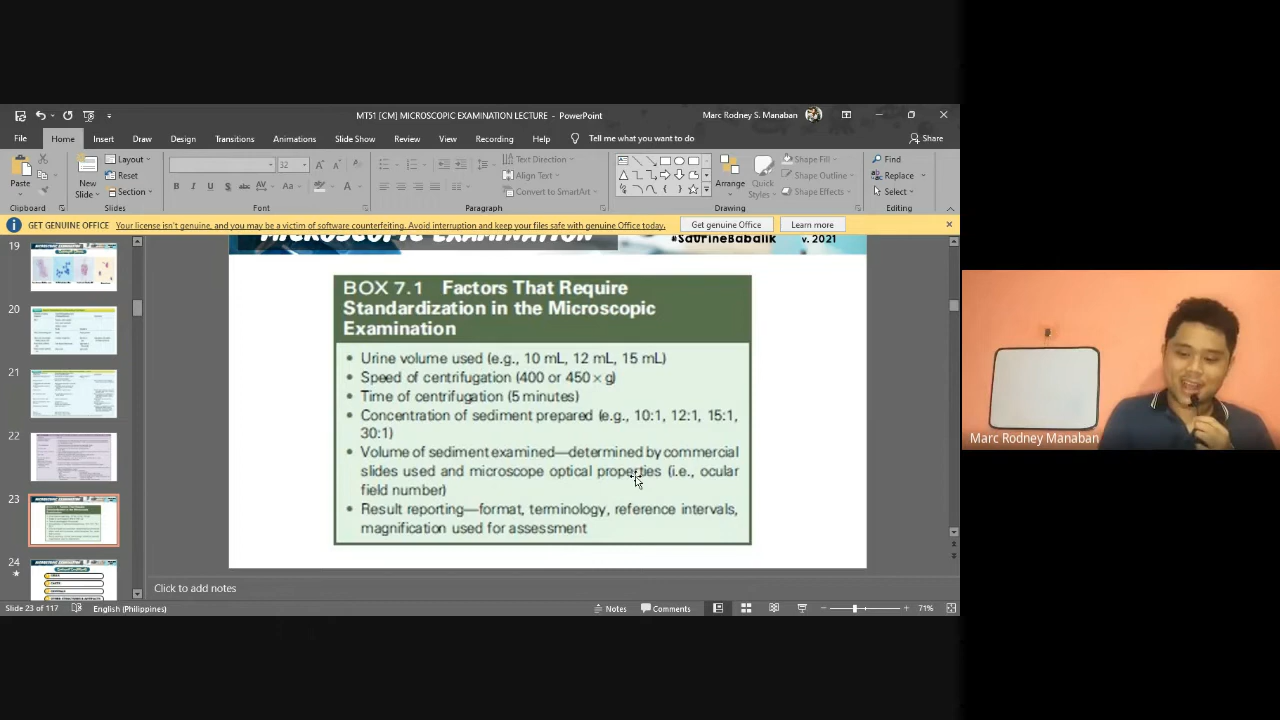 MT51 [CM] MICROSCOPIC EXAMINATION LECTURE - PowerPoint
Marc Rodney S. Manaban
File Home Insert Draw Design Transitions Animations Slide Show Review View Recording Help Tell me what you want to do Share
Paste
Clipboard
New
Slide
Layout
Reset
Section
Slides
32
B I U S abc AV Aa A
Font
Text Direction
Align Text
Convert to SmartArt
Paragraph
Arrange
Quick
Styles
Shape Fill
Shape Outline
Shape Effects
Drawing
Find
Replace
Select
Editing
GET GENUINE OFFICE Your license isn't genuine, and you may be a victim of software counterfeiting. Avoid interruption and keep your files safe with genuine Office today. Get genuine Office Learn more
19
20
21
22
23
24
MICROSCOPIC EXAMINATION
#SaUrineBabalik v. 2021
BOX 7.1 Factors That Require
Standardization in the Microscopic
Examination
• Urine volume used (e.g., 10 mL, 12 mL, 15 mL)
• Speed of centrifugation (400 or 450 × g)
• Time of centrifugation (5 minutes)
• Concentration of sediment prepared (e.g., 10:1, 12:1, 15:1,
30:1)
• Volume of sediment examined—determined by commercial
slides used and microscope optical properties (i.e., ocular
field number)
• Result reporting—format, terminology, reference intervals,
magnification used for assessment
Click to add notes
Slide 23 of 117 English (Philippines) Notes Comments 71%
Marc Rodney Manaban